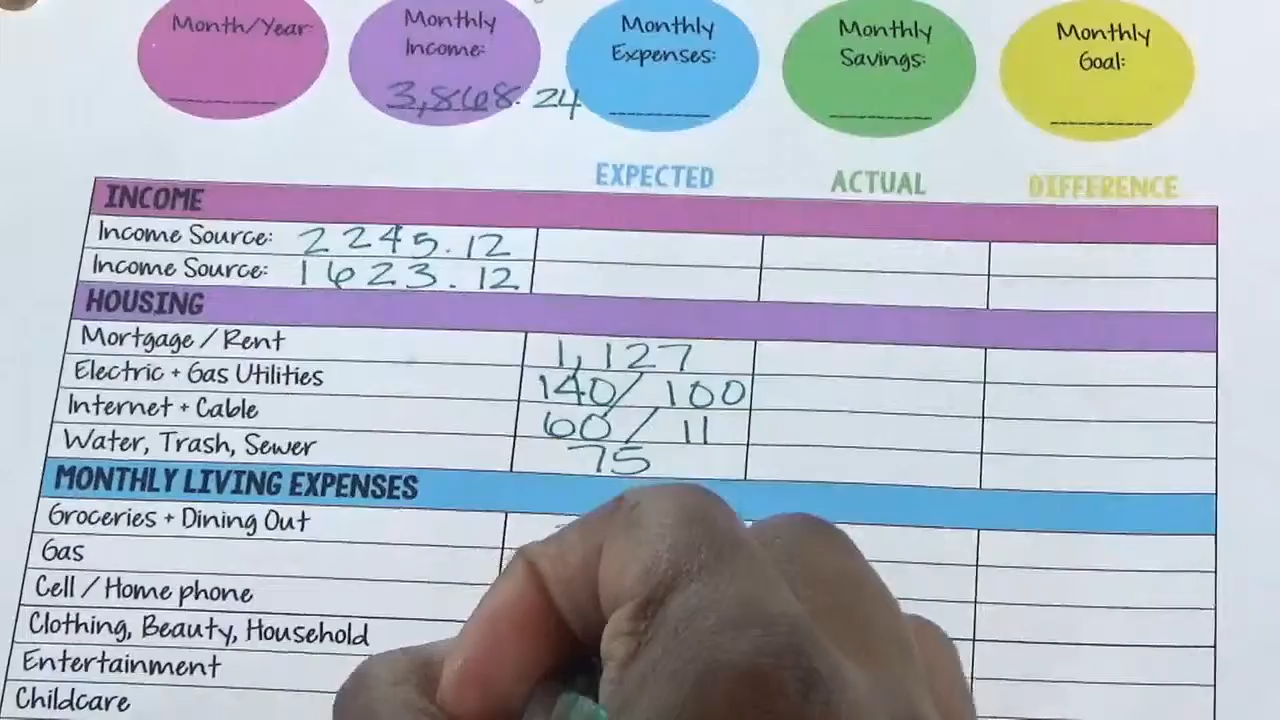 Month/Year:
Monthly Income:
3,868.24
Monthly Expenses:
Monthly Savings:
Monthly Goal:
EXPECTED ACTUAL DIFFERENCE
INCOME
Income Source: 2245.12
Income Source: 1623.12
HOUSING
Mortgage / Rent 1,127
Electric + Gas Utilities 140/100
Internet + Cable 60/11
Water, Trash, Sewer 75
MONTHLY LIVING EXPENSES
Groceries + Dining Out
Gas
Cell / Home phone
Clothing, Beauty, Household
Entertainment
Childcare